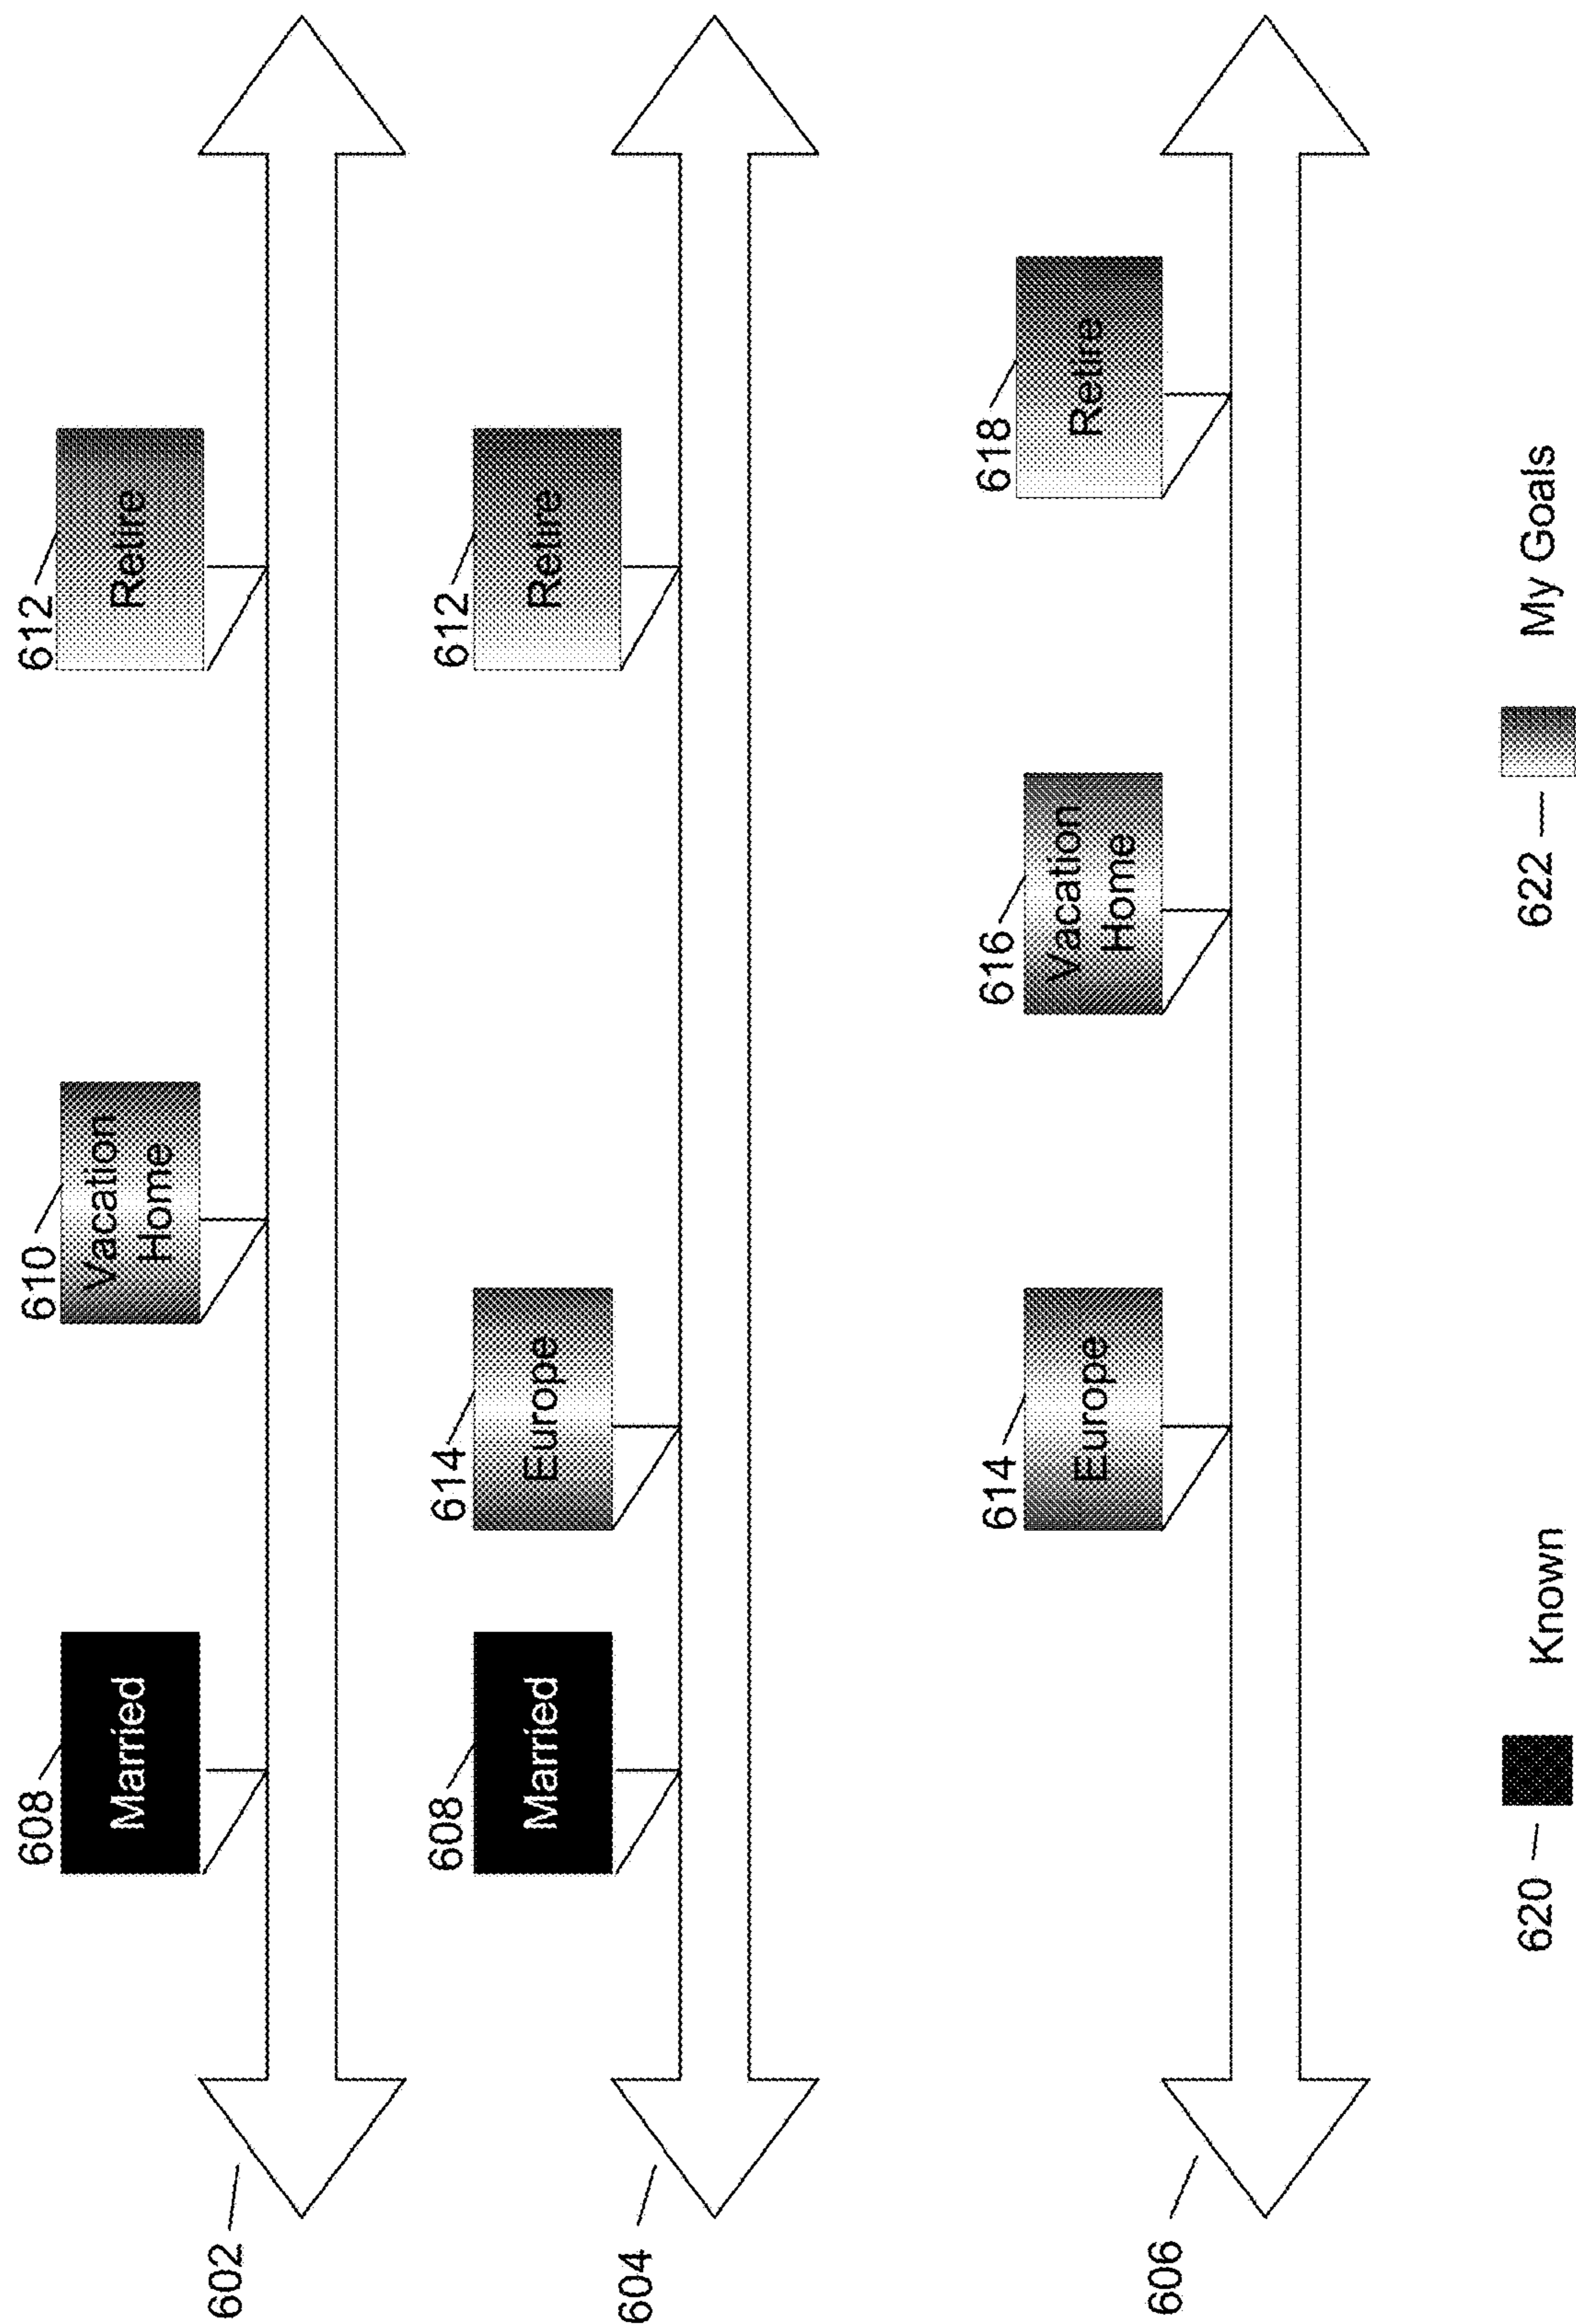 608
Married
610
Vacation
Home
612
Retire
602
608
Married
614
Europe
612
Retire
604
614
Europe
616
Vacation
Home
618
Retire
606
620
Known
622
My Goals